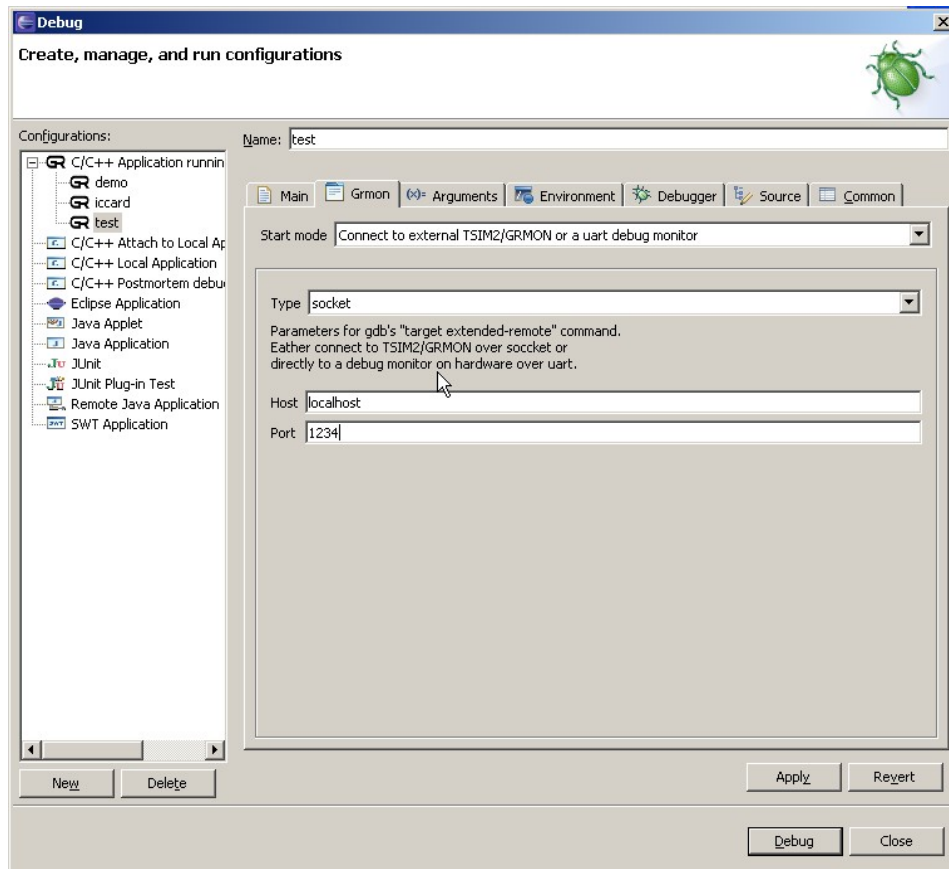 Debug
Create, manage, and run configurations
Configurations:
C/C++ Application runnin
demo
iccard
test
C/C++ Attach to Local Ap
C/C++ Local Application
C/C++ Postmortem debu
Eclipse Application
Java Applet
Java Application
JUnit
JUnit Plug-in Test
Remote Java Application
SWT Application
New
Delete
Name: test
Main
Grmon
Arguments
Environment
Debugger
Source
Common
Start mode Connect to external TSIM2/GRMON or a uart debug monitor
Type socket
Parameters for gdb's "target extended-remote" command.
Eather connect to TSIM2/GRMON over soccket or
directly to a debug monitor on hardware over uart.
Host localhost
Port 1234
Apply
Revert
Debug
Close